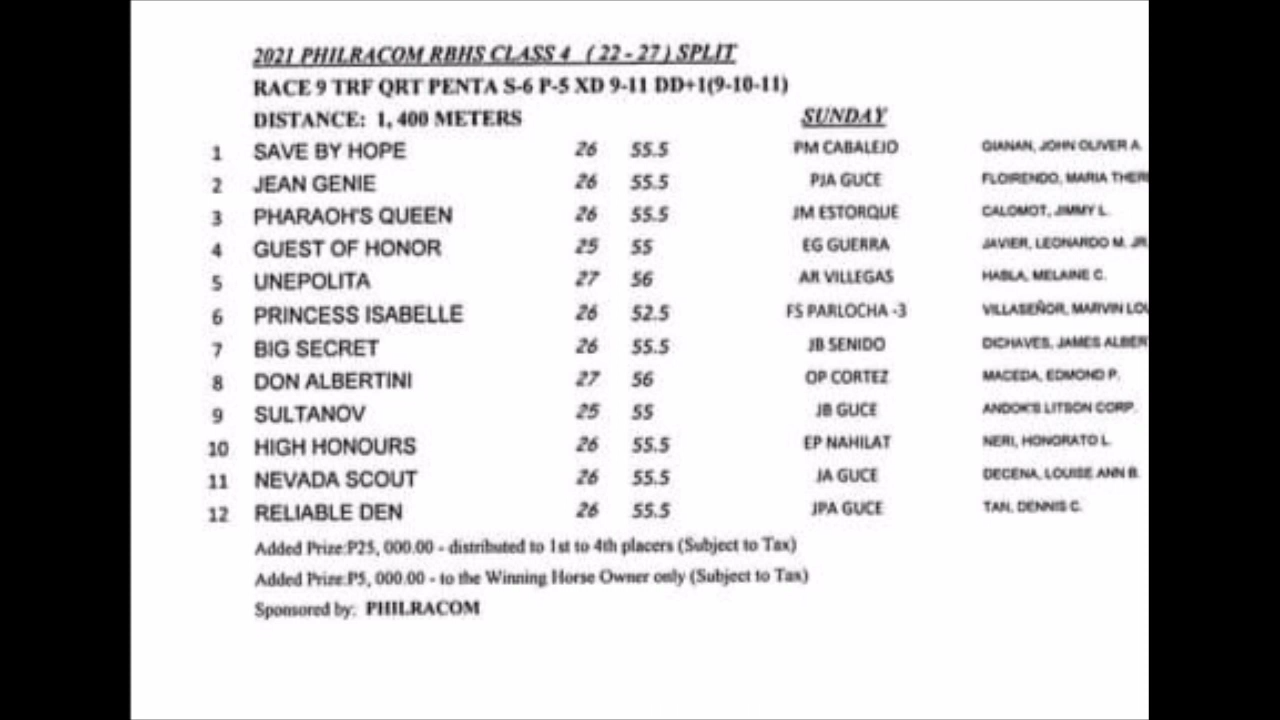 2021 PHILRACOM RBHS CLASS 4 ( 22 - 27 ) SPLIT
RACE 9 TRF QRT PENTA S-6 P-5 XD 9-11 DD+1(9-10-11)
DISTANCE: 1, 400 METERS SUNDAY
1 SAVE BY HOPE 26 55.5 PM CABALEJO GIANAN, JOHN OLIVER A.
2 JEAN GENIE 26 55.5 PJA GUCE FLOIRENDO, MARIA THER
3 PHARAOH'S QUEEN 26 55.5 JM ESTORQUE CALOMOT, JIMMY L.
4 GUEST OF HONOR 25 55 EG GUERRA JAVIER, LEONARDO M. JR.
5 UNEPOLITA 27 56 AR VILLEGAS HABLA, MELAINE C.
6 PRINCESS ISABELLE 26 52.5 FS PARLOCHA -3 VILLASEÑOR, MARVIN LOU
7 BIG SECRET 26 55.5 JB SENIDO DICHAVES, JAMES ALBER
8 DON ALBERTINI 27 56 OP CORTEZ MACEDA, EDMOND P.
9 SULTANOV 25 55 JB GUCE ANDOK'S LITSON CORP.
10 HIGH HONOURS 26 55.5 EP NAHILAT NERI, HONORATO L.
11 NEVADA SCOUT 26 55.5 JA GUCE DECENA, LOUISE ANN B.
12 RELIABLE DEN 26 55.5 JPA GUCE TAN, DENNIS C.
Added Prize:P25, 000.00 - distributed to 1st to 4th placers (Subject to Tax)
Added Prize:P5, 000.00 - to the Winning Horse Owner only (Subject to Tax)
Sponsored by: PHILRACOM